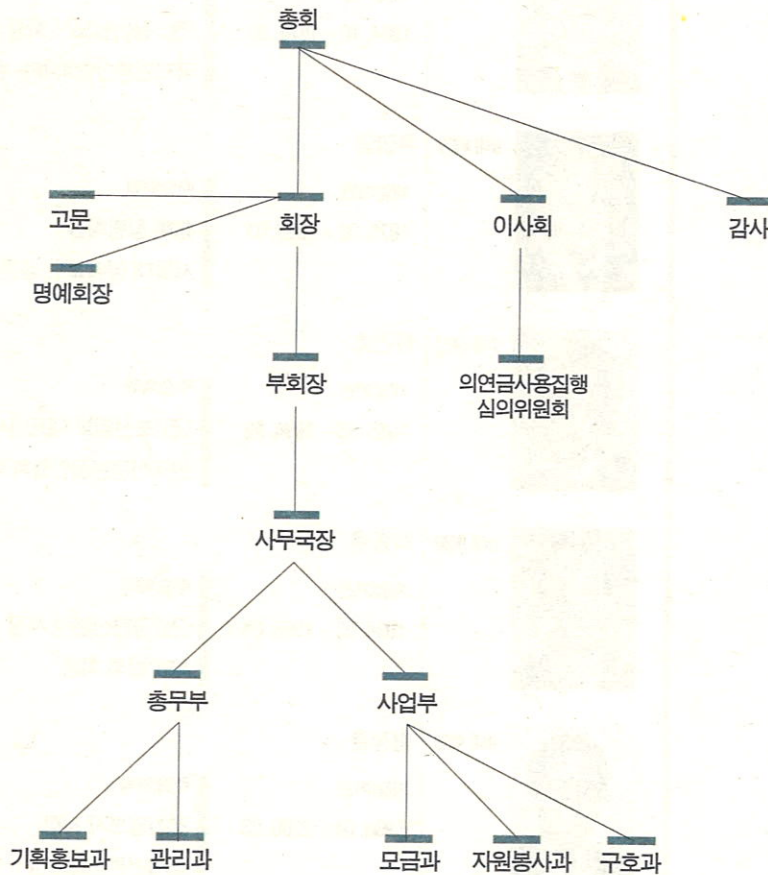 총회
고문
회장
이사회
감사
명예회장
부회장
의연금사용집행
심의위원회
사무국장
총무부
사업부
기획홍보과
관리과
모금과
자원봉사과
구호과